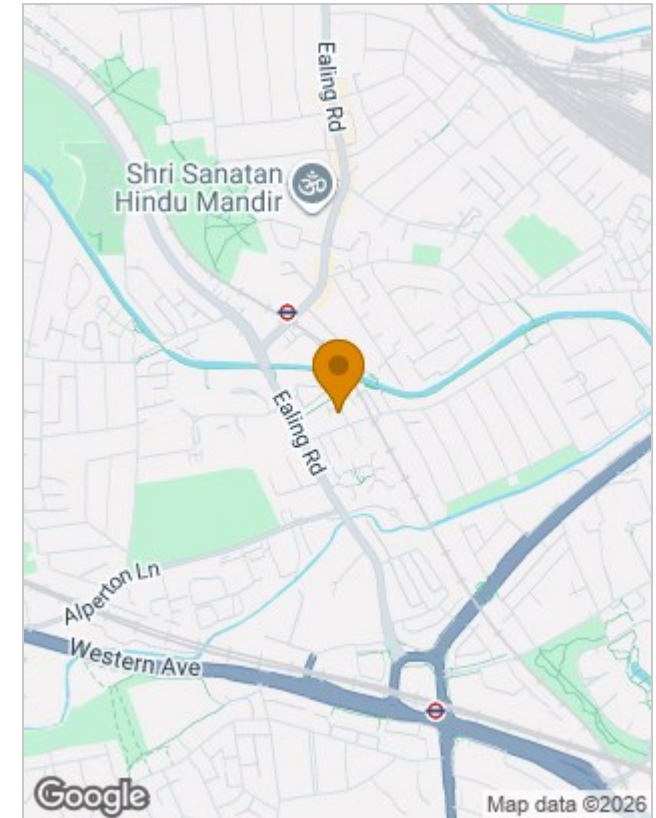 Ealing Rd
Shri Sanatan
Hindu Mandir
Ealing Rd
Alperton Ln
Western Ave
Google
Map data ©2026